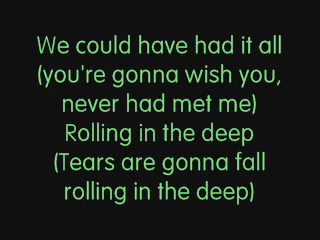 We could have had it all
(you're gonna wish you,
never had met me)
Rolling in the deep
(Tears are gonna fall
rolling in the deep)